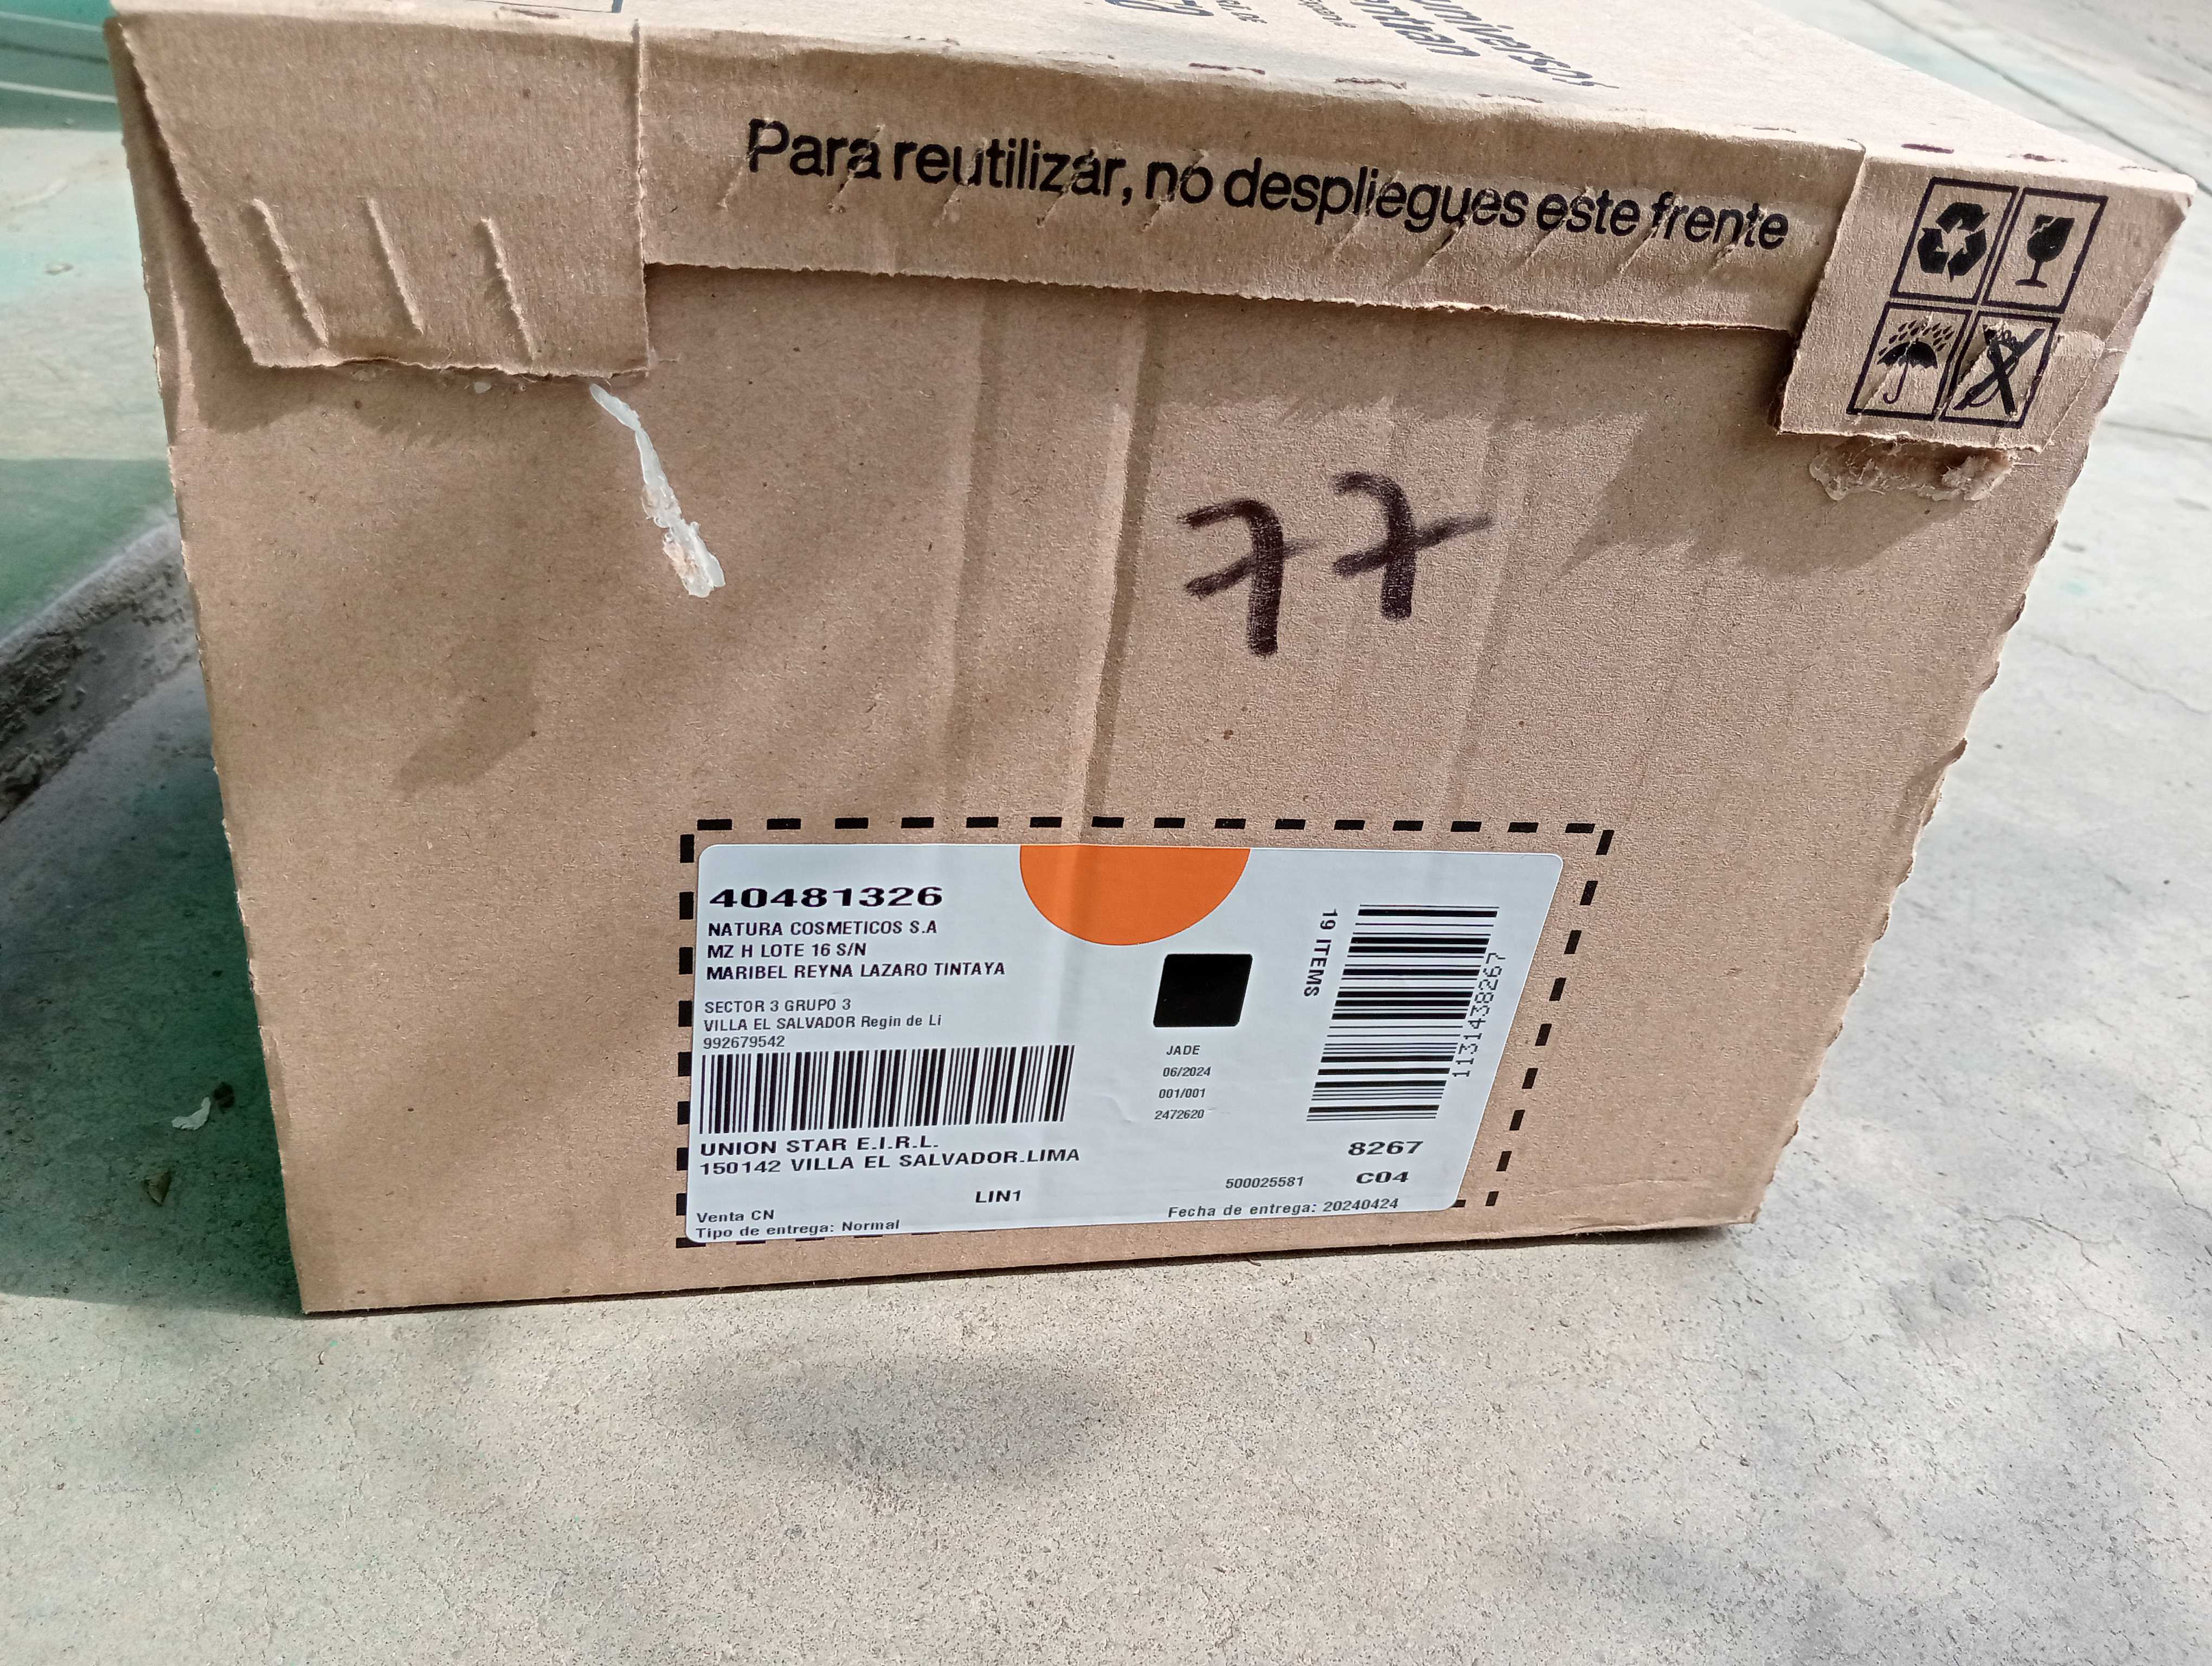 Para reutilizar, no despliegues este frente
77
40481326
NATURA COSMETICOS S.A
MZ H LOTE 16 S/N
MARIBEL REYNA LAZARO TINTAYA
SECTOR 3 GRUPO 3
VILLA EL SALVADOR Regin de Li
992679542
UNION STAR E.I.R.L.
150142 VILLA EL SALVADOR.LIMA
LIN1
Venta CN
Tipo de entrega: Normal
JADE
06/2024
001/001
2472620
19 ITEMS
1131438267
8267
500025581
C04
Fecha de entrega: 20240424